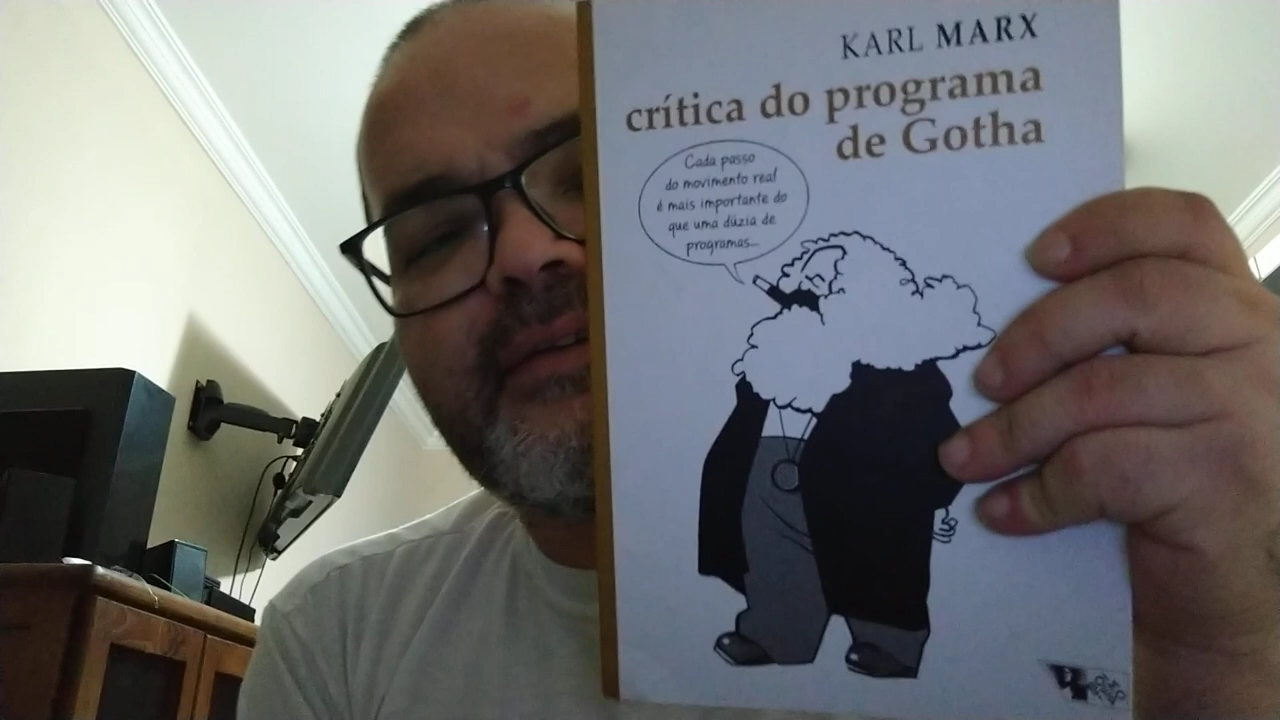 KARL MARX
crítica do programa
de Gotha
Cada passo
do movimento real
é mais importante do
que uma dúzia de
programas...